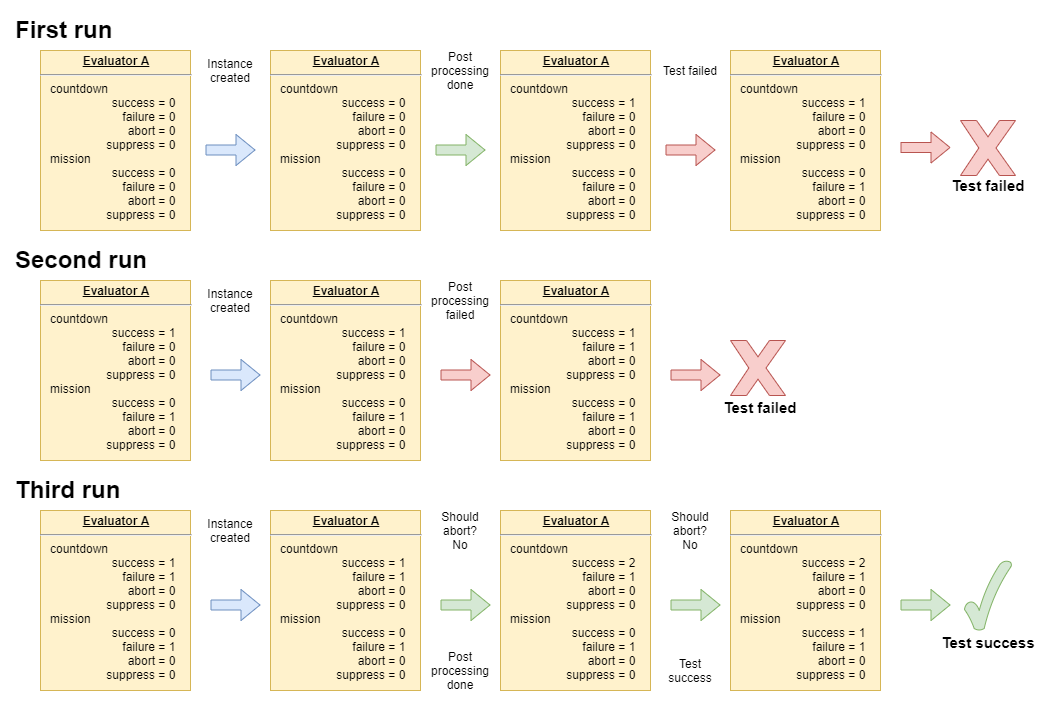 First run
Evaluator A
countdown
success = 0
failure = 0
abort = 0
suppress = 0
mission
success = 0
failure = 0
abort = 0
suppress = 0
Instance
created
Evaluator A
countdown
success = 0
failure = 0
abort = 0
suppress = 0
mission
success = 0
failure = 0
abort = 0
suppress = 0
Post
processing
done
Evaluator A
countdown
success = 1
failure = 0
abort = 0
suppress = 0
mission
success = 0
failure = 0
abort = 0
suppress = 0
Test failed
Evaluator A
countdown
success = 1
failure = 0
abort = 0
suppress = 0
mission
success = 0
failure = 1
abort = 0
suppress = 0
Test failed
Second run
Evaluator A
countdown
success = 1
failure = 0
abort = 0
suppress = 0
mission
success = 0
failure = 1
abort = 0
suppress = 0
Instance
created
Evaluator A
countdown
success = 1
failure = 0
abort = 0
suppress = 0
mission
success = 0
failure = 1
abort = 0
suppress = 0
Post
processing
failed
Evaluator A
countdown
success = 1
failure = 1
abort = 0
suppress = 0
mission
success = 0
failure = 1
abort = 0
suppress = 0
Test failed
Third run
Evaluator A
countdown
success = 1
failure = 1
abort = 0
suppress = 0
mission
success = 0
failure = 1
abort = 0
suppress = 0
Instance
created
Evaluator A
countdown
success = 1
failure = 1
abort = 0
suppress = 0
mission
success = 0
failure = 1
abort = 0
suppress = 0
Should
abort?
No
Post
processing
done
Evaluator A
countdown
success = 2
failure = 1
abort = 0
suppress = 0
mission
success = 0
failure = 1
abort = 0
suppress = 0
Should
abort?
No
Test
success
Evaluator A
countdown
success = 2
failure = 1
abort = 0
suppress = 0
mission
success = 1
failure = 1
abort = 0
suppress = 0
Test success